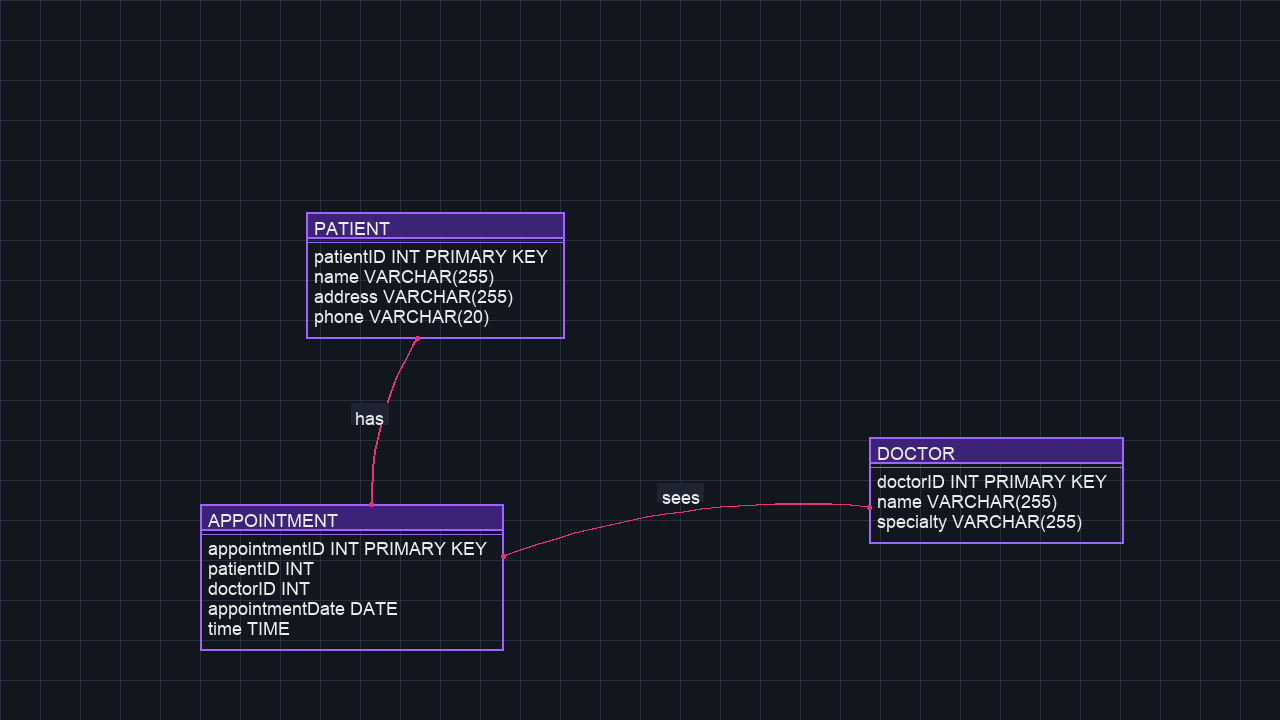 PATIENT
patientID INT PRIMARY KEY
name VARCHAR(255)
address VARCHAR(255)
phone VARCHAR(20)
has
APPOINTMENT
appointmentID INT PRIMARY KEY
patientID INT
doctorID INT
appointmentDate DATE
time TIME
sees
DOCTOR
doctorID INT PRIMARY KEY
name VARCHAR(255)
specialty VARCHAR(255)